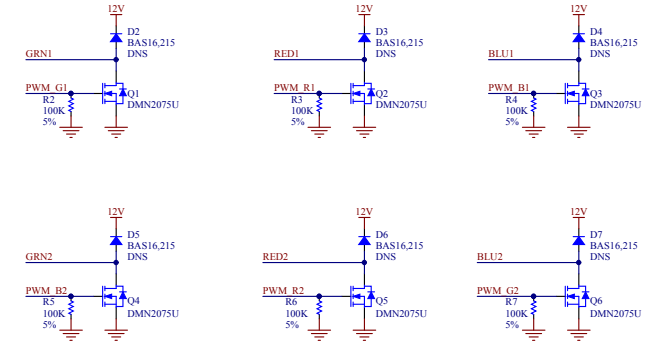 12V
D2
BAS16,215
DNS
GRN1
PWM_G1
R2
100K
5%
Q1
DMN2075U
12V
D3
BAS16,215
DNS
RED1
PWM_R1
R3
100K
5%
Q2
DMN2075U
12V
D4
BAS16,215
DNS
BLU1
PWM_B1
R4
100K
5%
Q3
DMN2075U
12V
D5
BAS16,215
DNS
GRN2
PWM_B2
R5
100K
5%
Q4
DMN2075U
12V
D6
BAS16,215
DNS
RED2
PWM_R2
R6
100K
5%
Q5
DMN2075U
12V
D7
BAS16,215
DNS
BLU2
PWM_G2
R7
100K
5%
Q6
DMN2075U